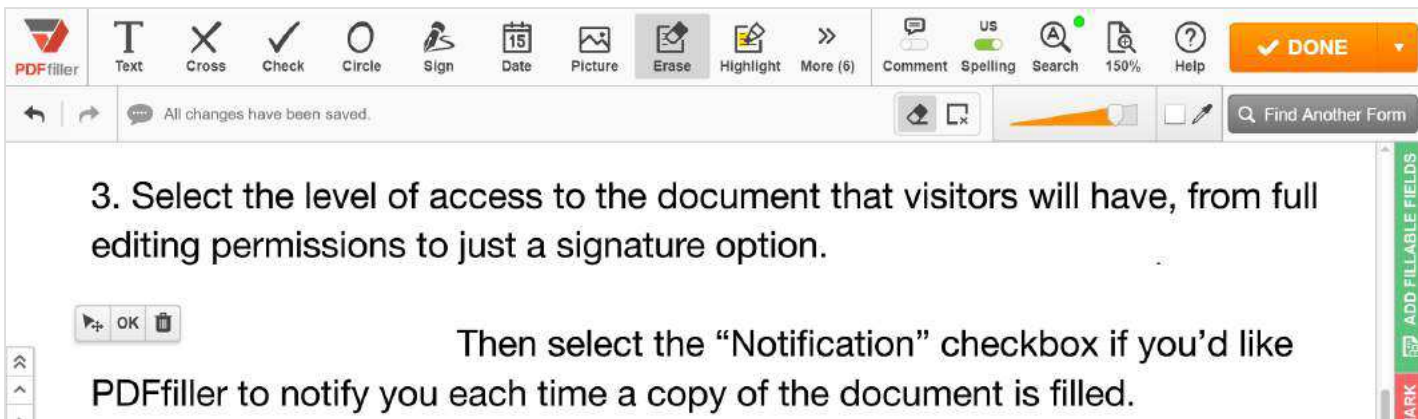 PDFfiller
Text
Cross
Check
Circle
Sign
15
Date
Picture
Erase
Highlight
More (6)
Comment
US
Spelling
A
Search
150%
Help
DONE
All changes have been saved.
Find Another Form
3. Select the level of access to the document that visitors will have, from full
editing permissions to just a signature option.
OK
Then select the “Notification” checkbox if you’d like
PDFfiller to notify you each time a copy of the document is filled.
ADD FILLABLE FIELDS